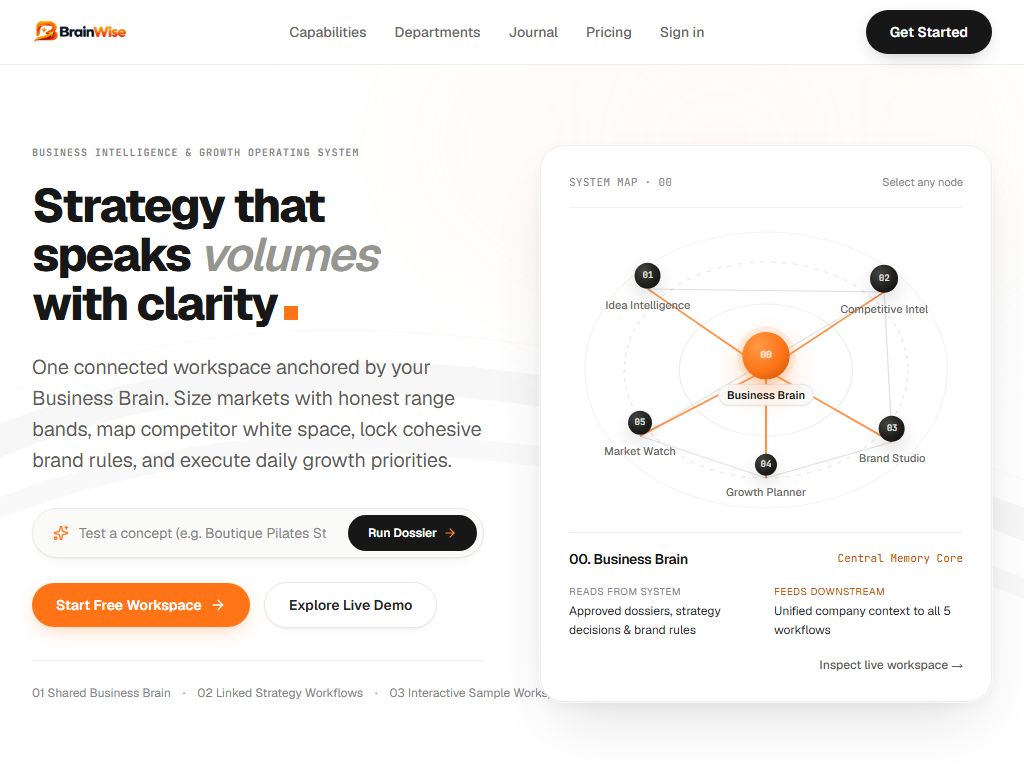 BrainWise
Capabilities
Departments
Journal
Pricing
Sign in
Get Started
BUSINESS INTELLIGENCE & GROWTH OPERATING SYSTEM
Strategy that
speaks volumes
with clarity
One connected workspace anchored by your
Business Brain. Size markets with honest range
bands, map competitor white space, lock cohesive
brand rules, and execute daily growth priorities.
Test a concept (e.g. Boutique Pilates St
Run Dossier →
Start Free Workspace →
Explore Live Demo
01 Shared Business Brain · 02 Linked Strategy Workflows · 03 Interactive Sample
SYSTEM MAP · 00
Select any node
01
Idea Intelligence
02
Competitive Intel
00
Business Brain
05
Market Watch
03
Brand Studio
04
Growth Planner
00. Business Brain
Central Memory Core
READS FROM SYSTEM
Approved dossiers, strategy
decisions & brand rules
FEEDS DOWNSTREAM
Unified company context to all 5
workflows
Inspect live workspace →